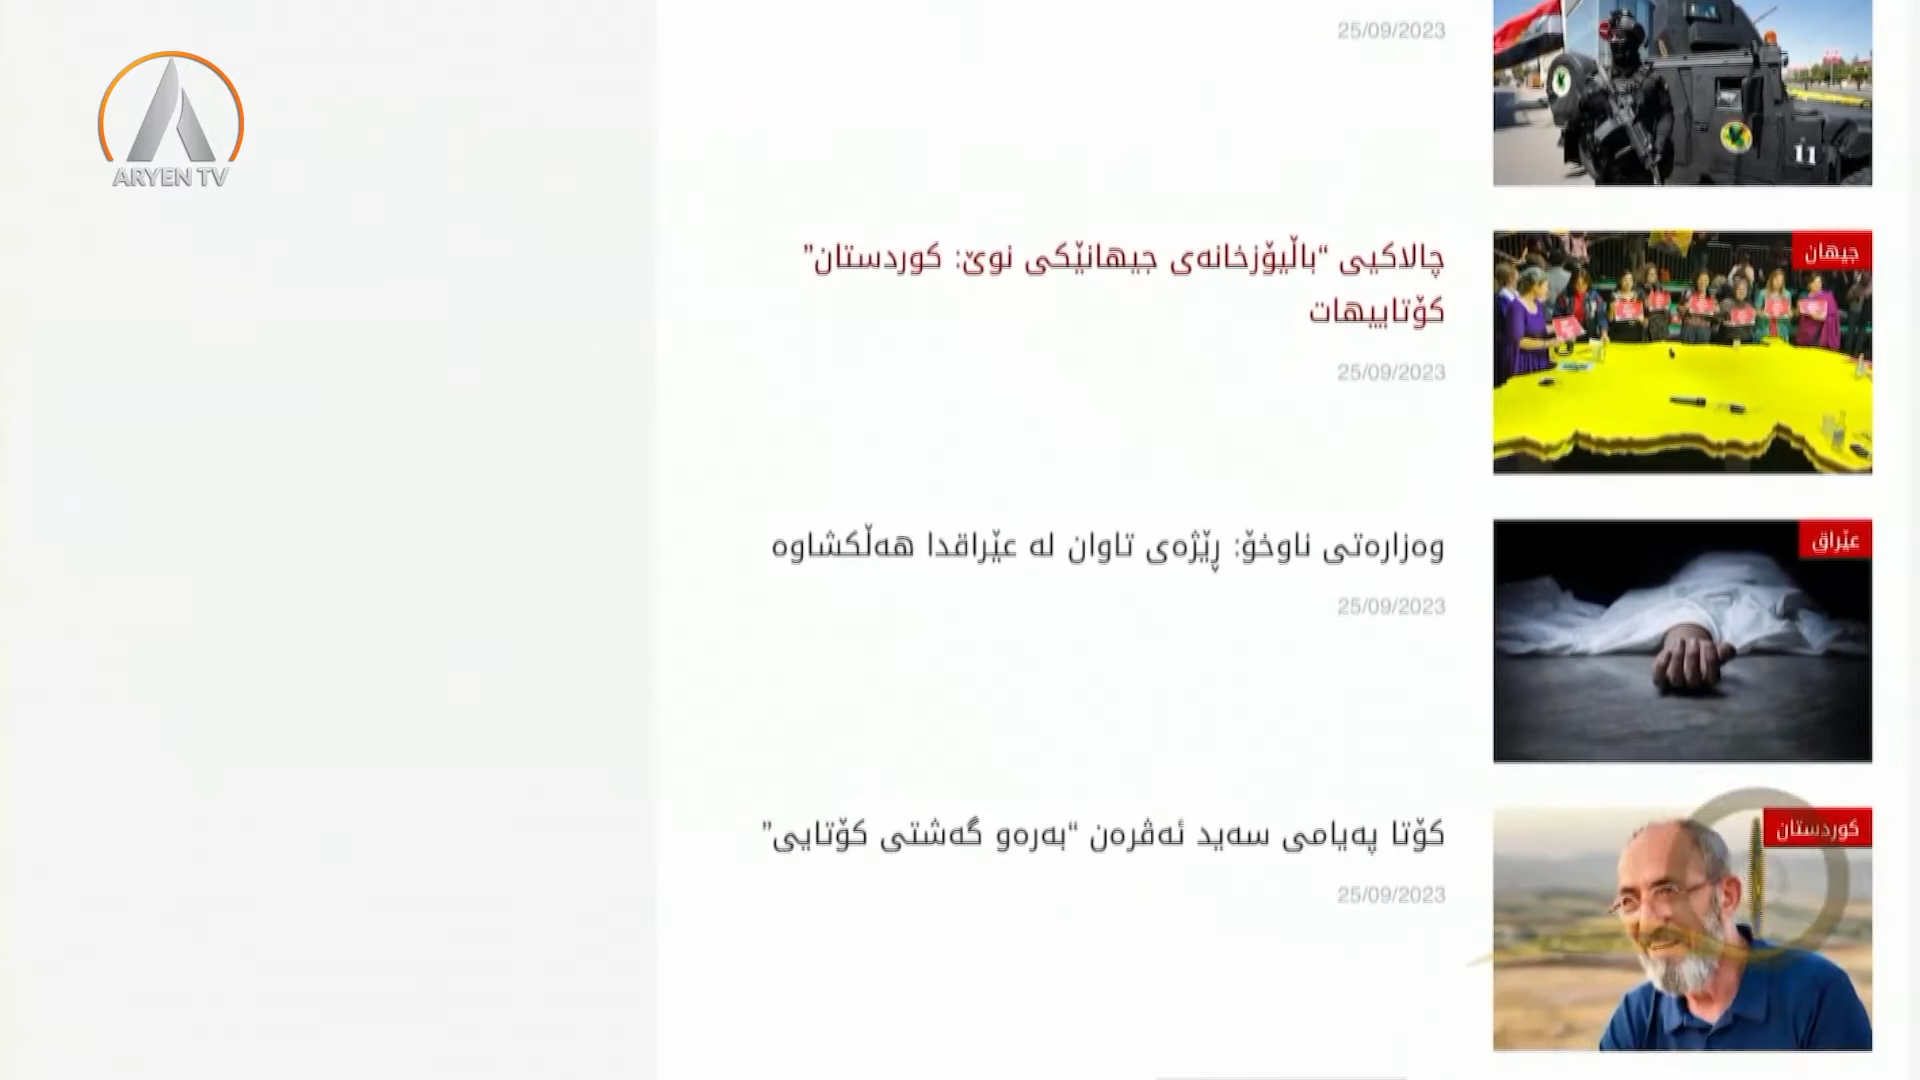 ARYEN TV
25/09/2023
11
جیهان
چالاکیی “باڵیۆزخانەی جیهانێکی نوێ: کوردستان”
کۆتاییهات
25/09/2023
عێراق
وەزارەتی ناوخۆ: ڕێژەی تاوان لە عێراقدا هەڵکشاوە
25/09/2023
کوردستان
کۆتا پەیامی سەید ئەڤرەن “بەرەو گەشتی کۆتایی”
25/09/2023